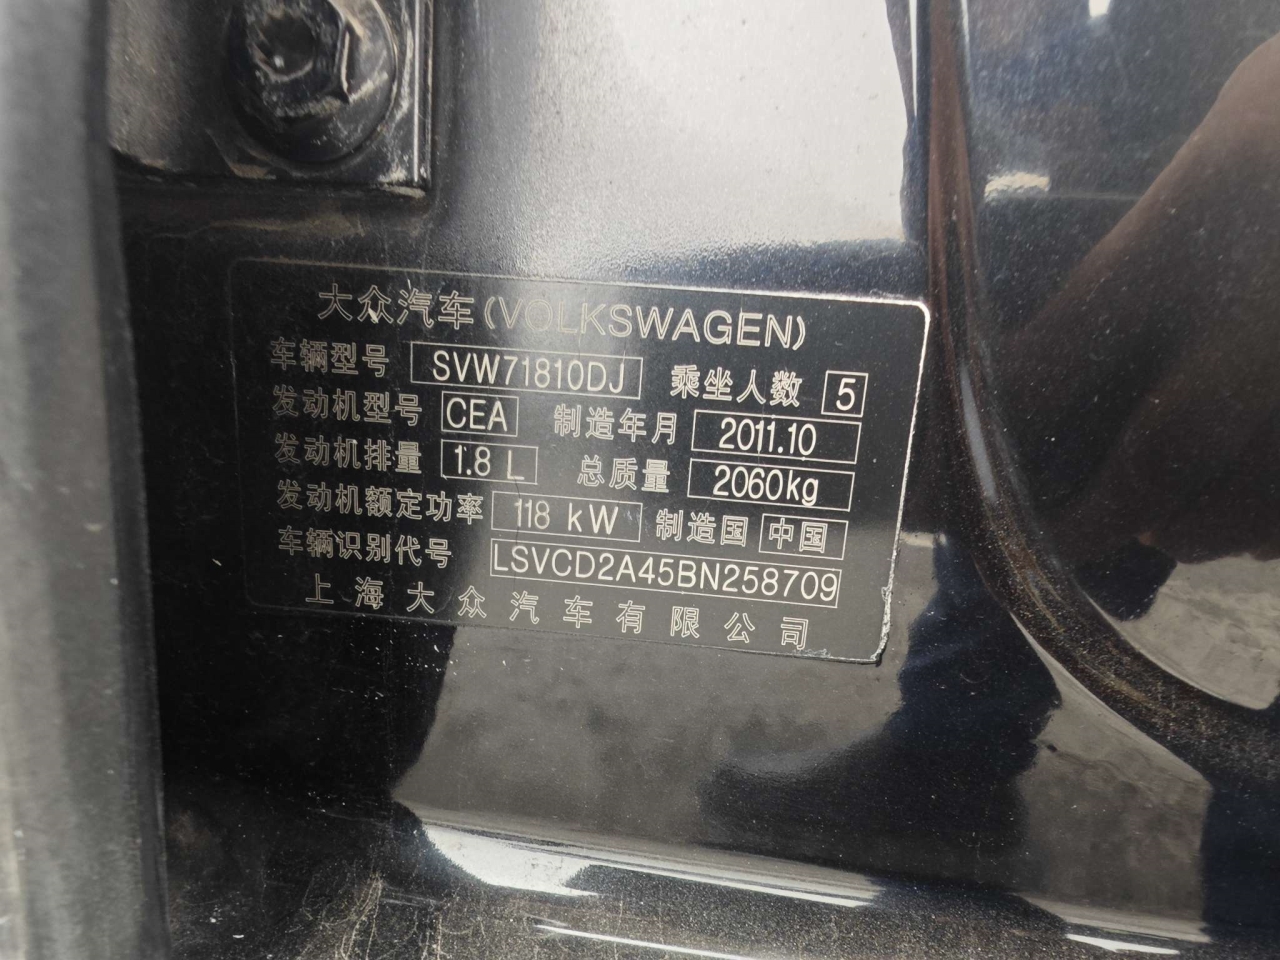 大众汽车(VOLKSWAGEN)
车辆型号 SVW71810DJ 乘坐人数 5
发动机型号 CEA 制造年月 2011.10
发动机排量 1.8 L 总质量 2060kg
发动机额定功率 118 kW 制造国 中国
车辆识别代号 LSVCD2A45BN258709
上海大众汽车有限公司